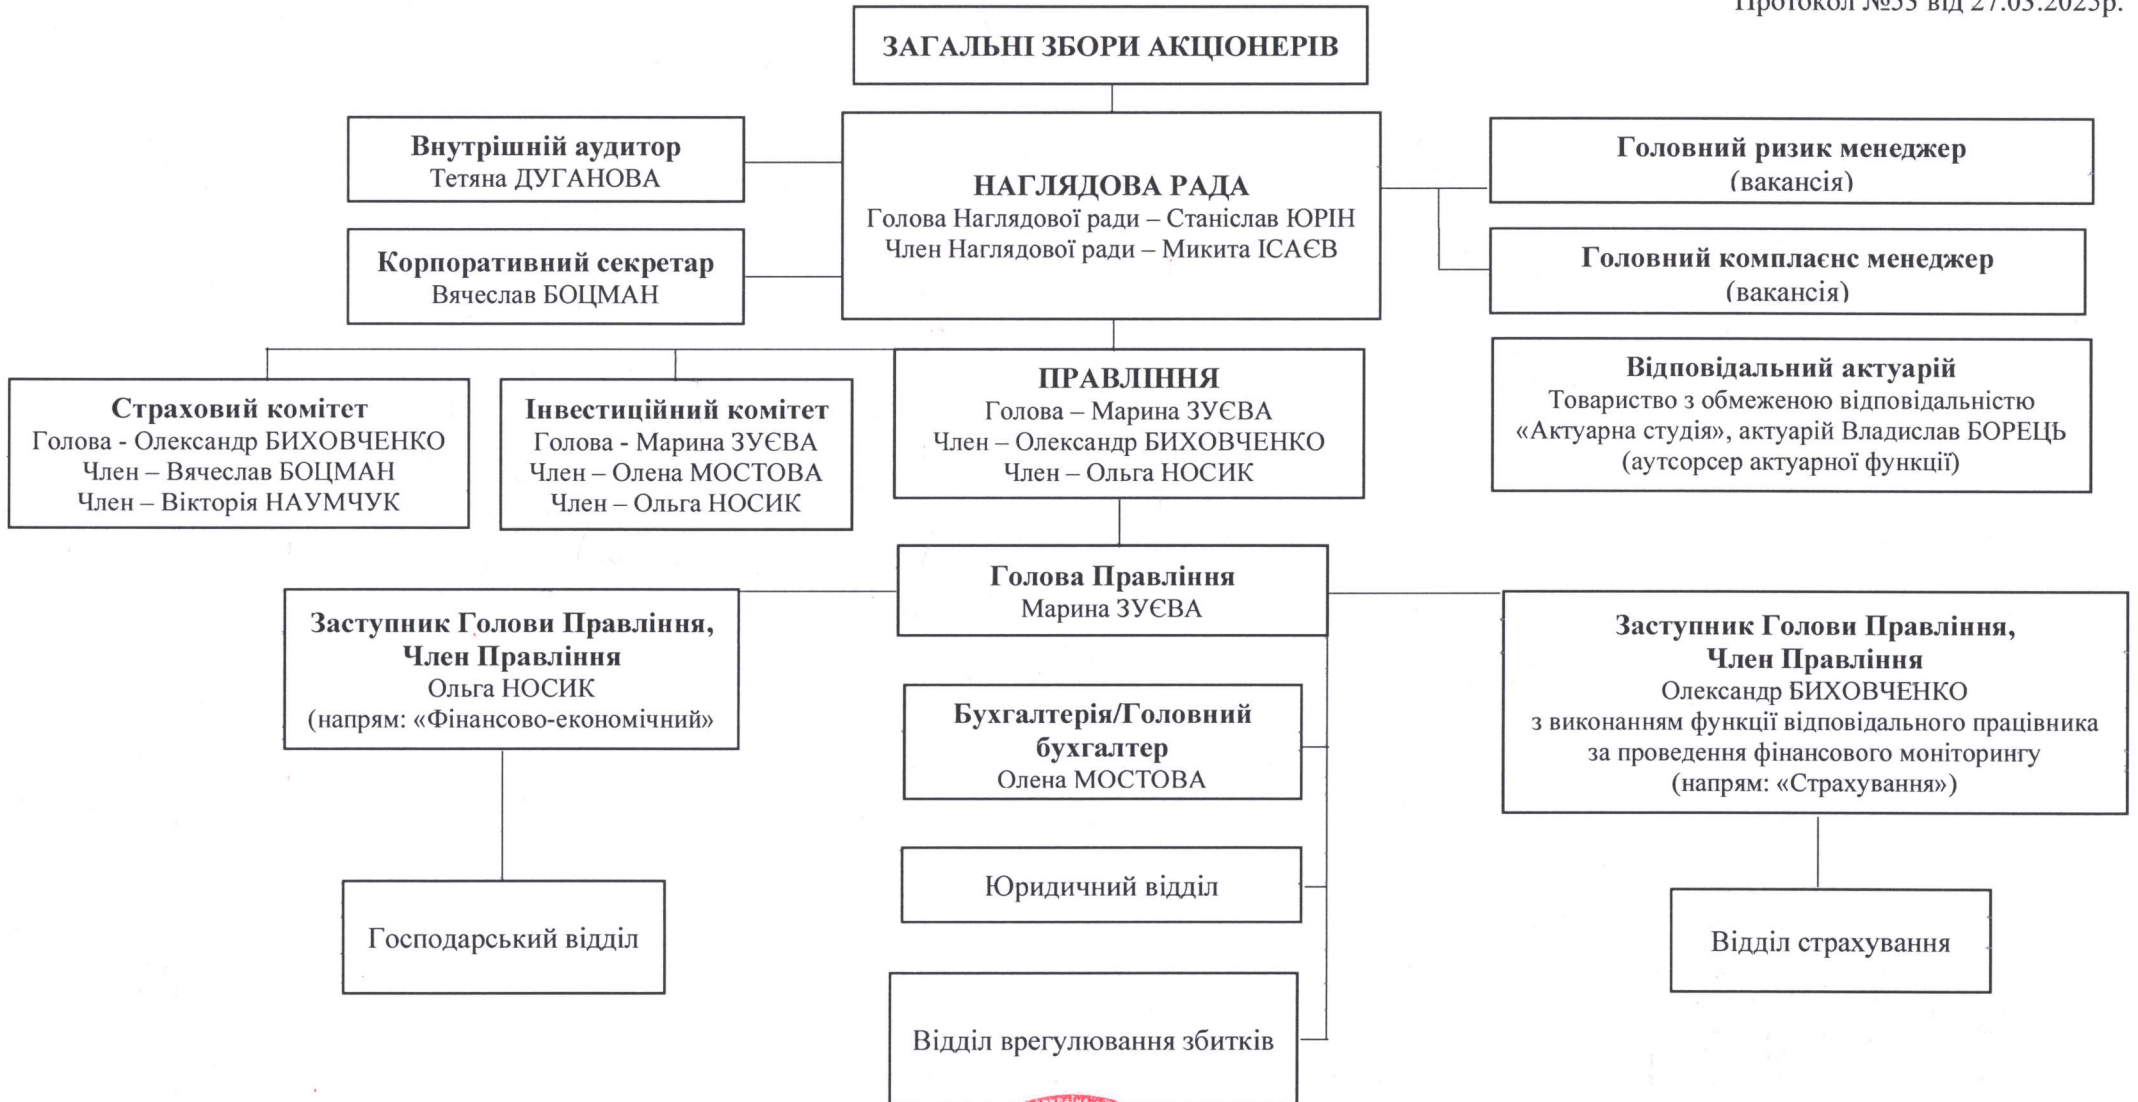 Протокол №53 від 27.03.2025р.
ЗАГАЛЬНІ ЗБОРИ АКЦІОНЕРІВ
Внутрішній аудитор
Тетяна ДУГАНОВА
Корпоративний секретар
Вячеслав БОЦМАН
НАГЛЯДОВА РАДА
Голова Наглядової ради – Станіслав ЮРІН
Член Наглядової ради – Микита ІСАЄВ
Головний ризик менеджер
(вакансія)
Головний комплаєнс менеджер
(вакансія)
Відповідальний актуарій
Товариство з обмеженою відповідальністю
«Актуарна студія», актуарій Владислав БОРЕЦЬ
(аутсорсер актуарної функції)
Страховий комітет
Голова - Олександр БИХОВЧЕНКО
Член – Вячеслав БОЦМАН
Член – Вікторія НАУМЧУК
Інвестиційний комітет
Голова - Марина ЗУЄВА
Член – Олена МОСТОВА
Член – Ольга НОСИК
ПРАВЛІННЯ
Голова – Марина ЗУЄВА
Член – Олександр БИХОВЧЕНКО
Член – Ольга НОСИК
Голова Правління
Марина ЗУЄВА
Заступник Голови Правління,
Член Правління
Ольга НОСИК
(напрям: «Фінансово-економічний»
Бухгалтерія/Головний
бухгалтер
Олена МОСТОВА
Заступник Голови Правління,
Член Правління
Олександр БИХОВЧЕНКО
з виконанням функції відповідального працівника
за проведення фінансового моніторингу
(напрям: «Страхування»)
Юридичний відділ
Господарський відділ
Відділ страхування
Відділ врегулювання збитків